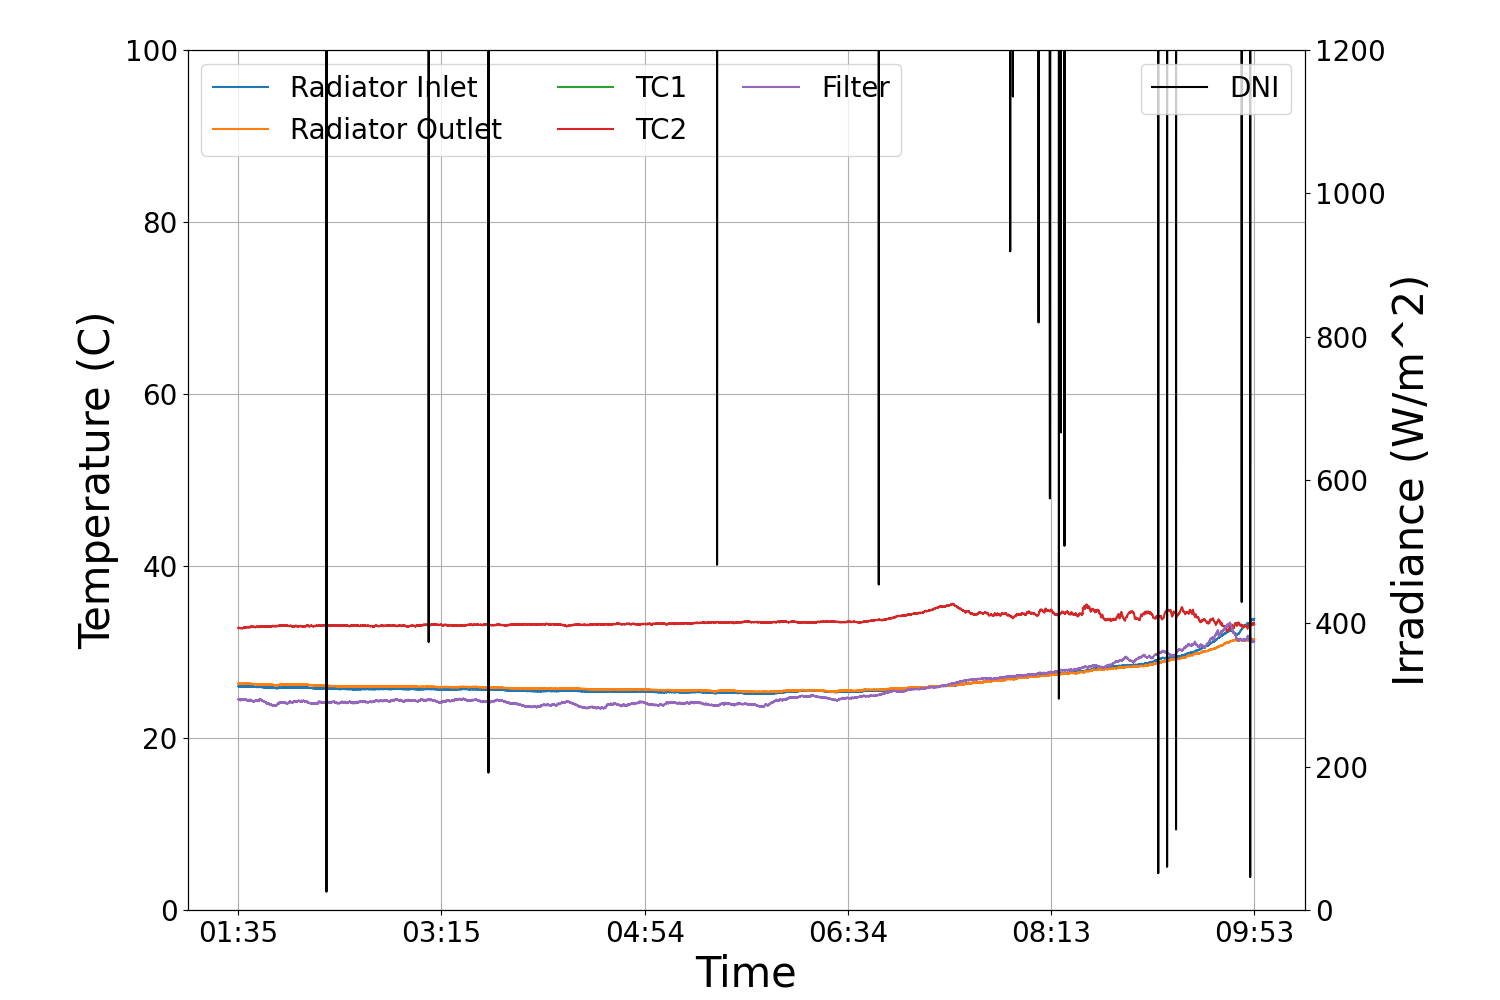 100
80
60
40
20
0
Temperature (C)
Radiator Inlet
Radiator Outlet
TC1
TC2
Filter
DNI
1200
1000
800
600
400
200
0
Irradiance (W/m^2)
01:35 03:15 04:54 06:34 08:13 09:53
Time